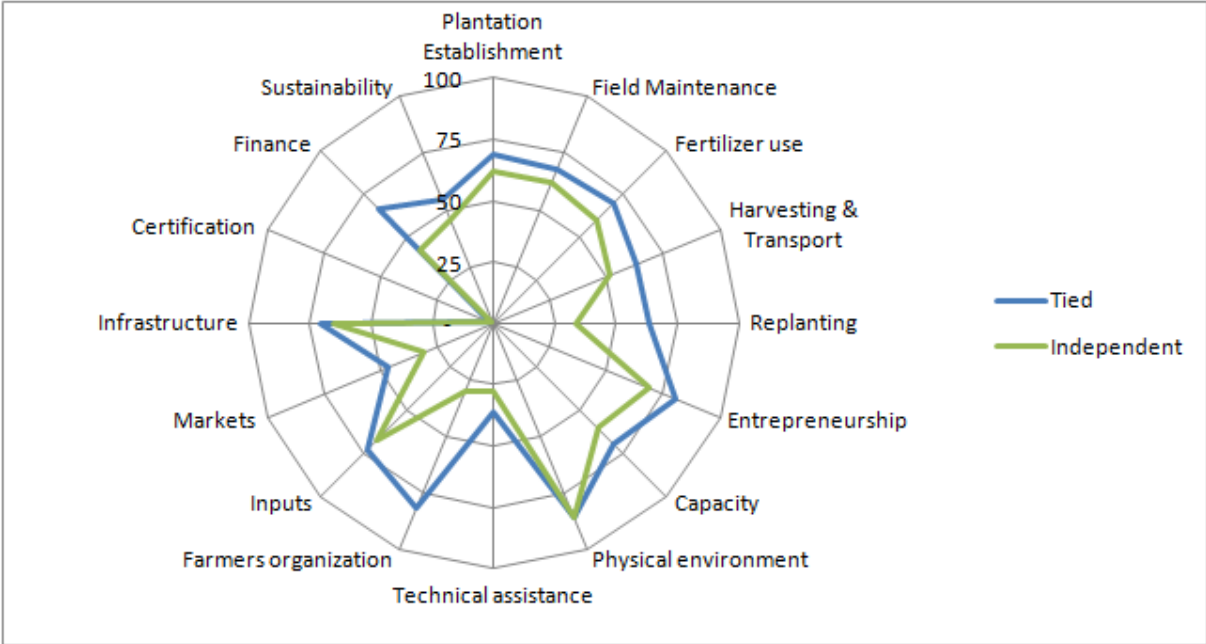 Plantation
Establishment
Field Maintenance
Fertilizer use
Harvesting &
Transport
Replanting
Entrepreneurship
Capacity
Physical environment
Technical assistance
Farmers organization
Inputs
Markets
Infrastructure
Certification
Finance
Sustainability
100
75
50
25
-
Tied
Independent